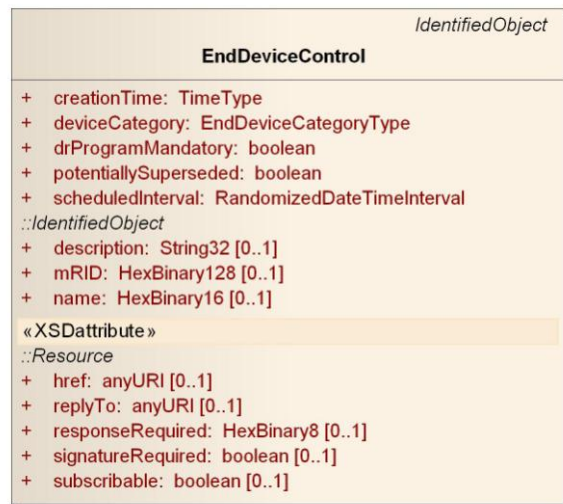 IdentifiedObject
EndDeviceControl
+ creationTime: TimeType
+ deviceCategory: EndDeviceCategoryType
+ drProgramMandatory: boolean
+ potentiallySuperseded: boolean
+ scheduledInterval: RandomizedDateTimeInterval
::IdentifiedObject
+ description: String32 [0..1]
+ mRID: HexBinary128 [0..1]
+ name: HexBinary16 [0..1]
«XSDattribute»
::Resource
+ href: anyURI [0..1]
+ replyTo: anyURI [0..1]
+ responseRequired: HexBinary8 [0..1]
+ signatureRequired: boolean [0..1]
+ subscribable: boolean [0..1]